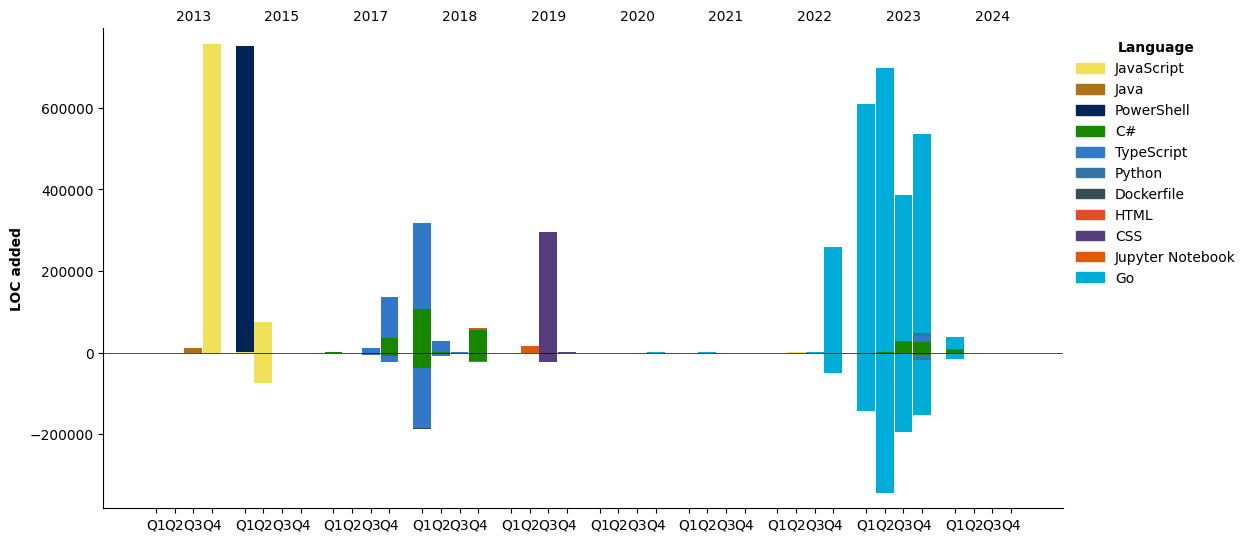 2013 2015 2017 2018 2019 2020 2021 2022 2023 2024
Language
JavaScript
Java
PowerShell
C#
TypeScript
Python
Dockerfile
HTML
CSS
Jupyter Notebook
Go
LOC added
600000
400000
200000
0
−200000
Q1Q2Q3Q4 Q1Q2Q3Q4 Q1Q2Q3Q4 Q1Q2Q3Q4 Q1Q2Q3Q4 Q1Q2Q3Q4 Q1Q2Q3Q4 Q1Q2Q3Q4 Q1Q2Q3Q4 Q1Q2Q3Q4